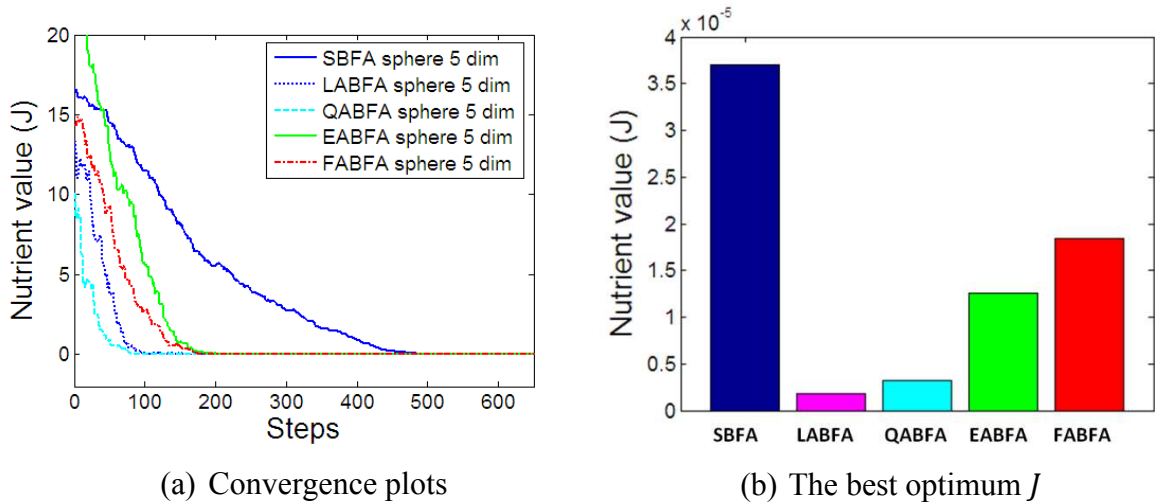 20
15
10
5
0
Nutrient value (J)
0 100 200 300 400 500 600
Steps
SBFA sphere 5 dim
LABFA sphere 5 dim
QABFA sphere 5 dim
EABFA sphere 5 dim
FABFA sphere 5 dim
(a) Convergence plots
x 10⁻⁵
4
3.5
3
2.5
2
1.5
1
0.5
0
Nutrient value (J)
SBFA LABFA QABFA EABFA FABFA
(b) The best optimum J